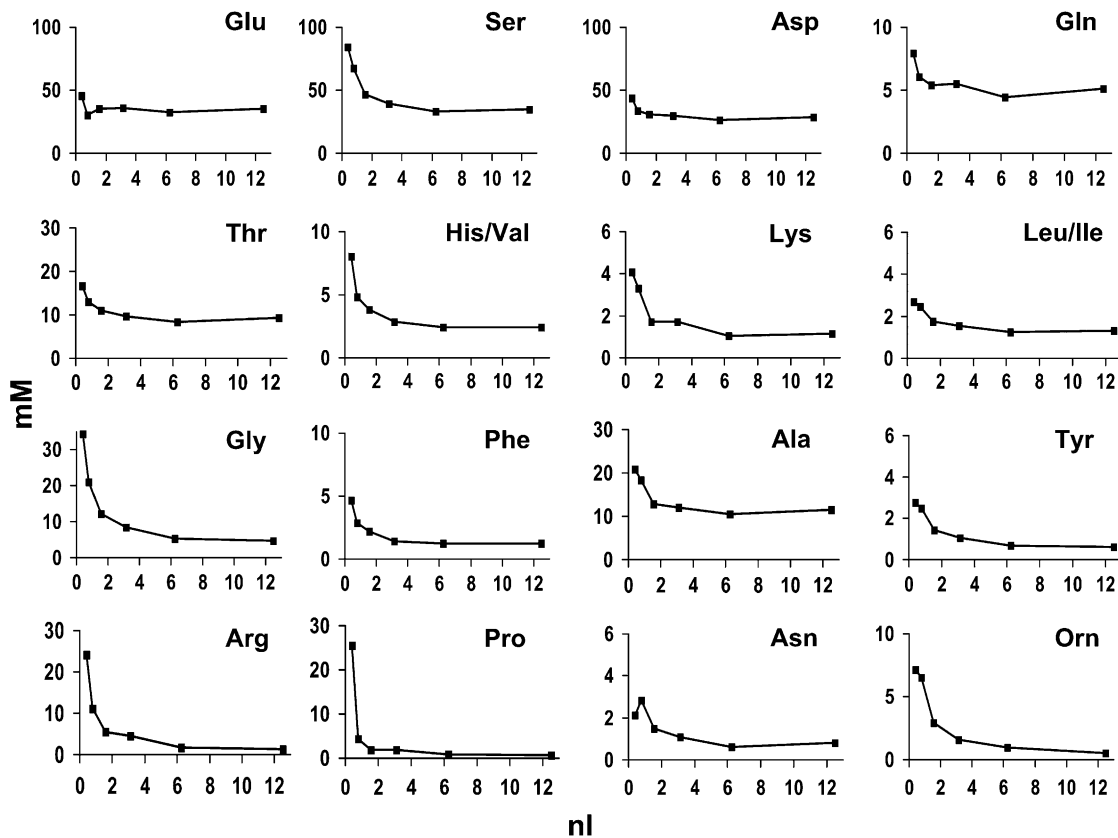 Glu Ser Asp Gln
100 100 100 10
50 50 50 5
0 0 0 0
0 2 4 6 8 10 12 0 2 4 6 8 10 12 0 2 4 6 8 10 12 0 2 4 6 8 10 12
Thr His/Val Lys Leu/Ile
30 10 6 6
20 5 4 4
10 2 2
0 0 0 0
0 2 4 6 8 10 12 0 2 4 6 8 10 12 0 2 4 6 8 10 12 0 2 4 6 8 10 12
mM
Gly Phe Ala Tyr
30 10 30 6
20 5 20 4
10 10 2
0 0 0 0
0 2 4 6 8 10 12 0 2 4 6 8 10 12 0 2 4 6 8 10 12 0 2 4 6 8 10 12
Arg Pro Asn Orn
30 30 6 10
20 20 4 5
10 10 2
0 0 0 0
0 2 4 6 8 10 12 0 2 4 6 8 10 12 0 2 4 6 8 10 12 0 2 4 6 8 10 12
nl